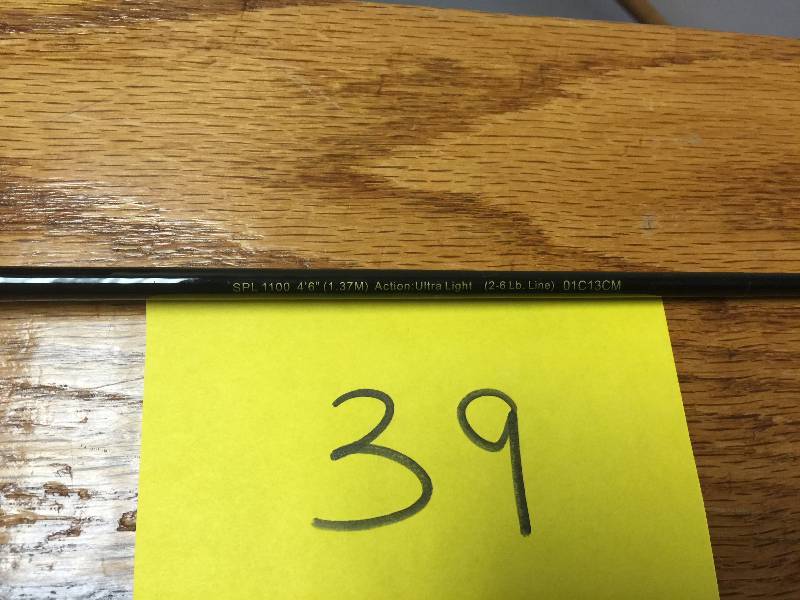 SPL 1100 4'6" (1.37M) Action:Ultra Light (2-6 Lb. Line) 01C13CM
39